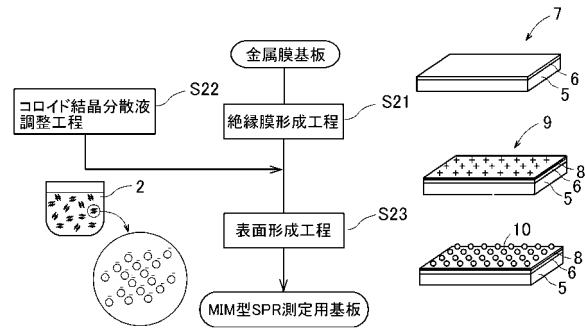 金属膜基板
7
6
5
S22
コロイド結晶分散液
調整工程
S21
絶縁膜形成工程
9
8
6
5
2
S23
表面形成工程
10
8
6
5
MIM型SPR測定用基板